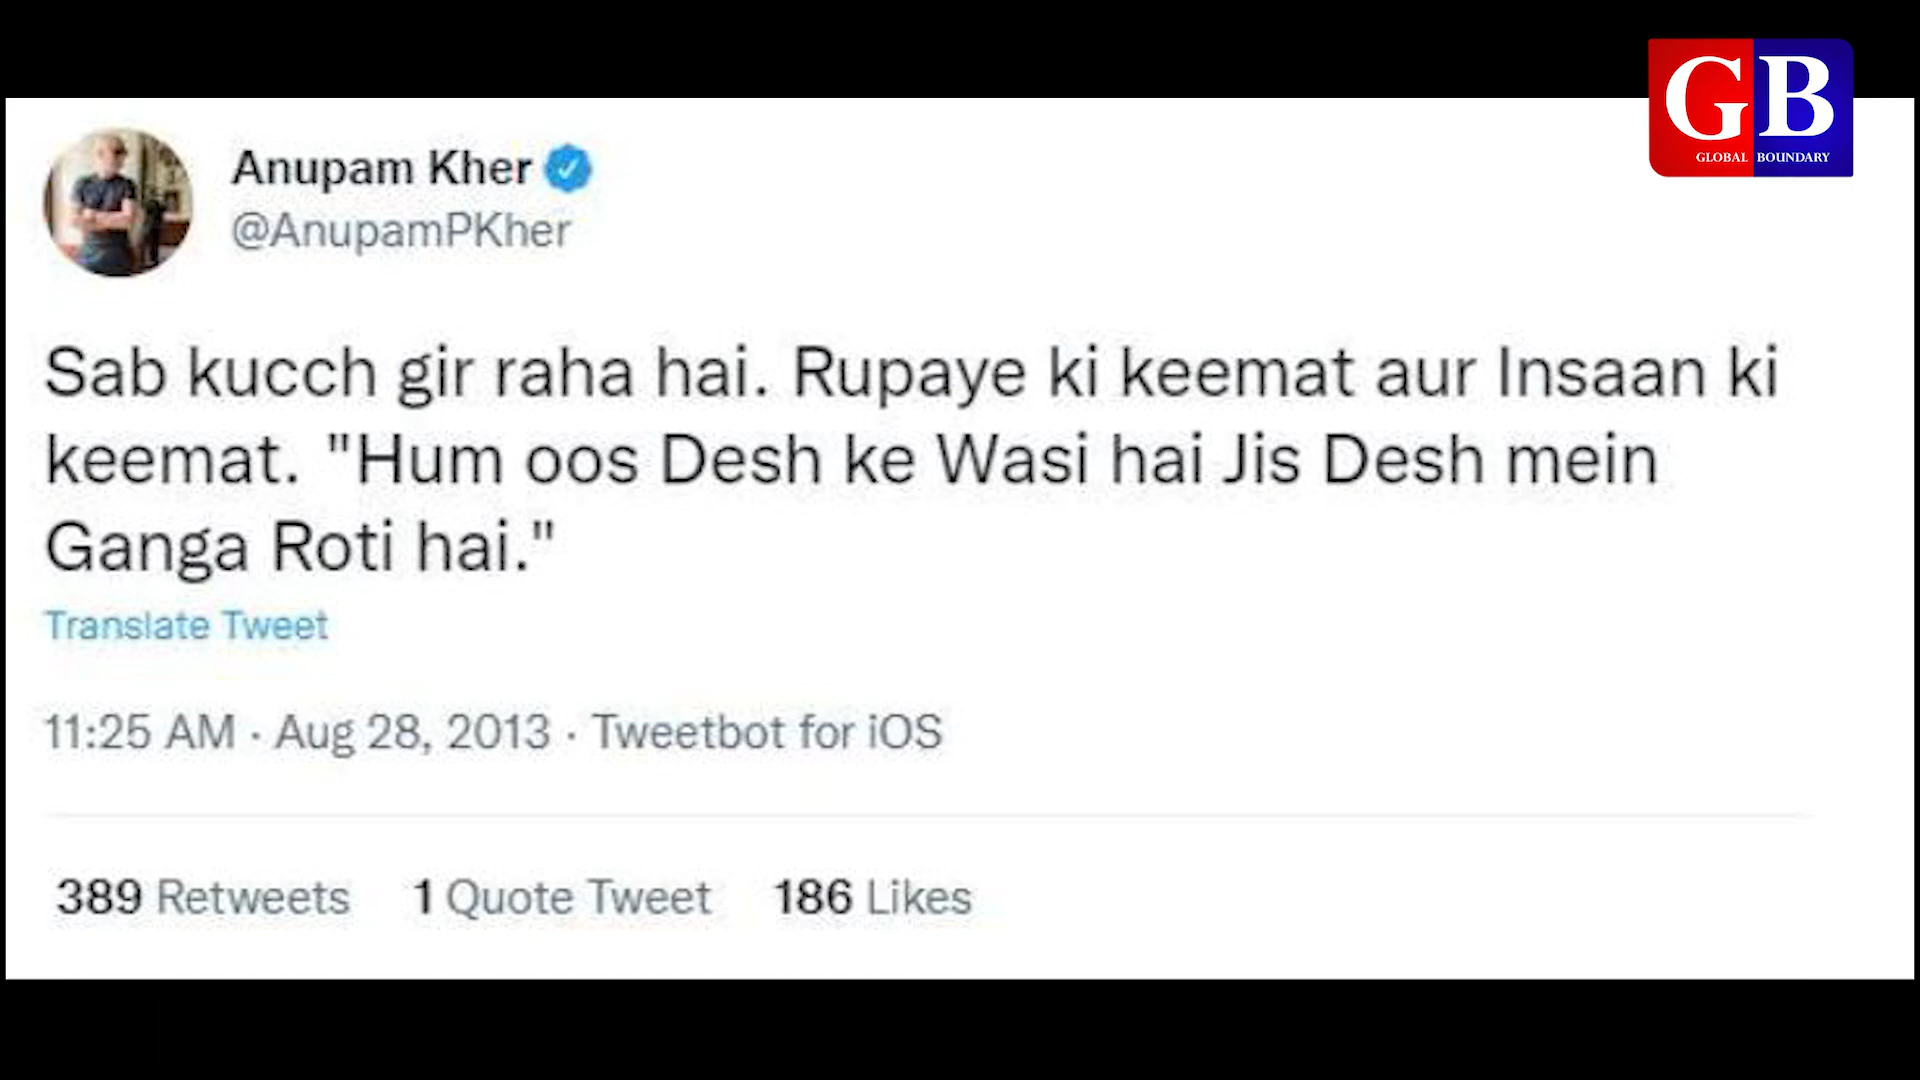 GB
GLOBAL BOUNDARY
Anupam Kher
@AnupamPKher
Sab kucch gir raha hai. Rupaye ki keemat aur Insaan ki
keemat. "Hum oos Desh ke Wasi hai Jis Desh mein
Ganga Roti hai."
Translate Tweet
11:25 AM · Aug 28, 2013 · Tweetbot for iOS
389 Retweets 1 Quote Tweet 186 Likes